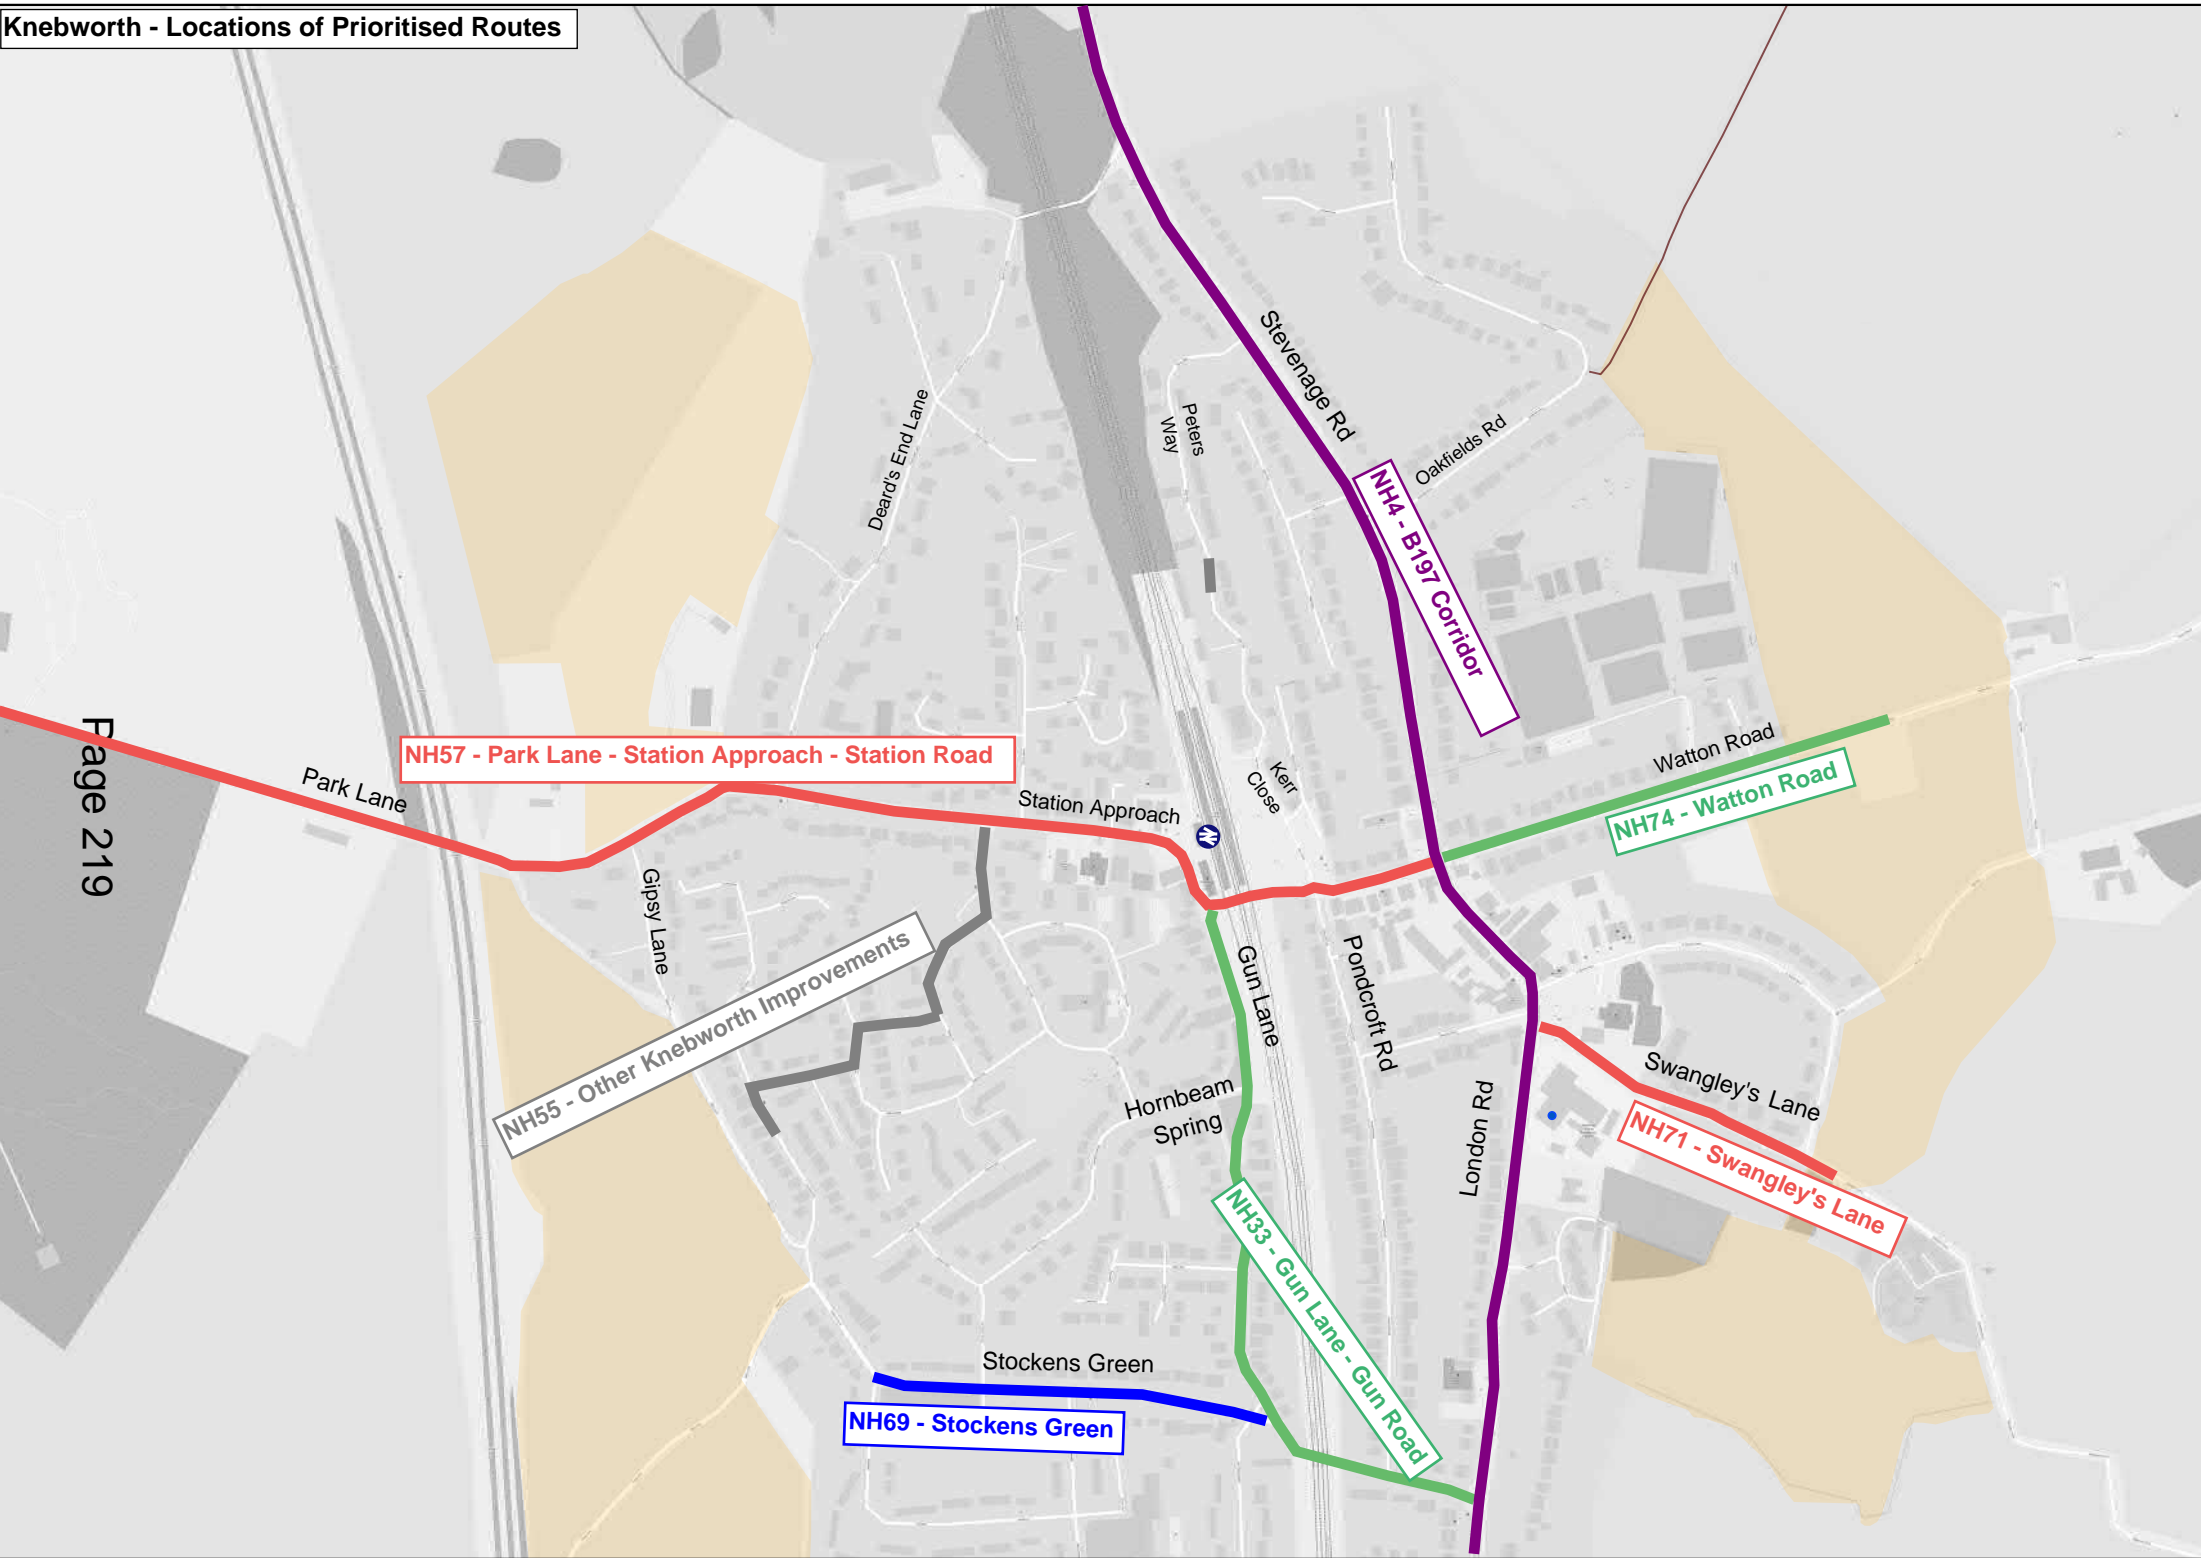 Knebworth - Locations of Prioritised Routes
Stevenage Rd
Peters
Way
Deard's End Lane
Oakfields Rd
NH4 - B197 Corridor
Page 219
NH57 - Park Lane - Station Approach - Station Road
Park Lane
Station Approach
Kerr
Close
Watton Road
NH74 - Watton Road
Gipsy Lane
NH55 - Other Knebworth Improvements
Gun Lane
Pondcroft Rd
Hornbeam
Spring
London Rd
Swangley's Lane
NH71 - Swangley's Lane
NH33 - Gun Lane - Gun Road
Stockens Green
NH69 - Stockens Green